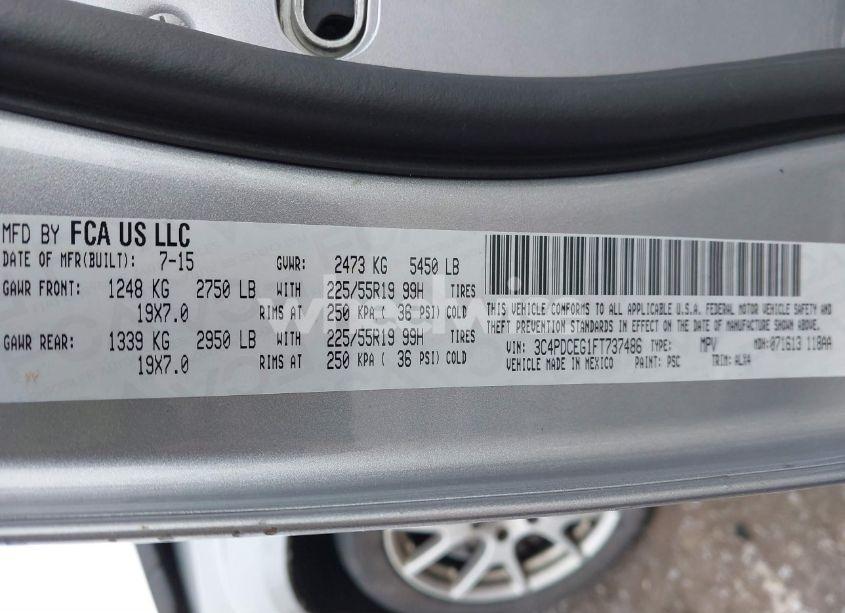 MFD BY FCA US LLC
DATE OF MFR(BUILT): 7-15 GVWR: 2473 KG 5450 LB
GAWR FRONT: 1248 KG 2750 LB WITH 225/55R19 99H TIRES
19X7.0 RIMS AT 250 KPA ( 36 PSI) COLD
GAWR REAR: 1339 KG 2950 LB WITH 225/55R19 99H TIRES
19X7.0 RIMS AT 250 KPA ( 36 PSI) COLD
THIS VEHICLE CONFORMS TO ALL APPLICABLE U.S.A. FEDERAL MOTOR VEHICLE SAFETY AND
THEFT PREVENTION STANDARDS IN EFFECT ON THE DATE OF MANUFACTURE SHOWN ABOVE.
VIN: 3C4PDCEG1FT737486 TYPE: MPV MDH: 071613 118AA
VEHICLE MADE IN MEXICO PAINT: PSC TRIM: